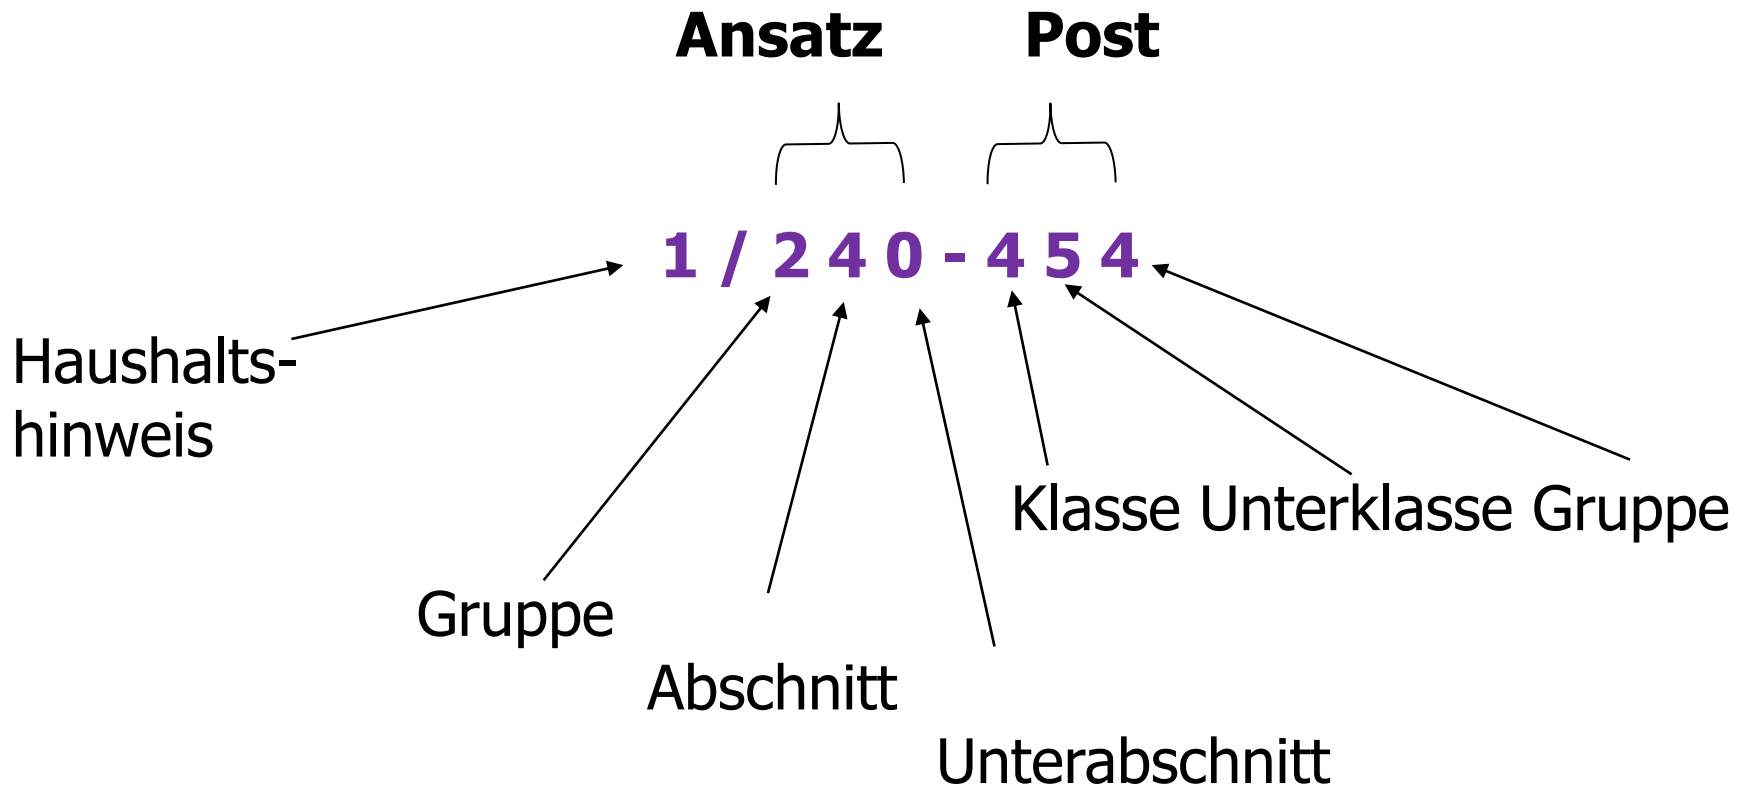 Ansatz Post
1 / 2 4 0 - 4 5 4
Haushalts-
hinweis
Klasse Unterklasse Gruppe
Gruppe
Abschnitt
Unterabschnitt